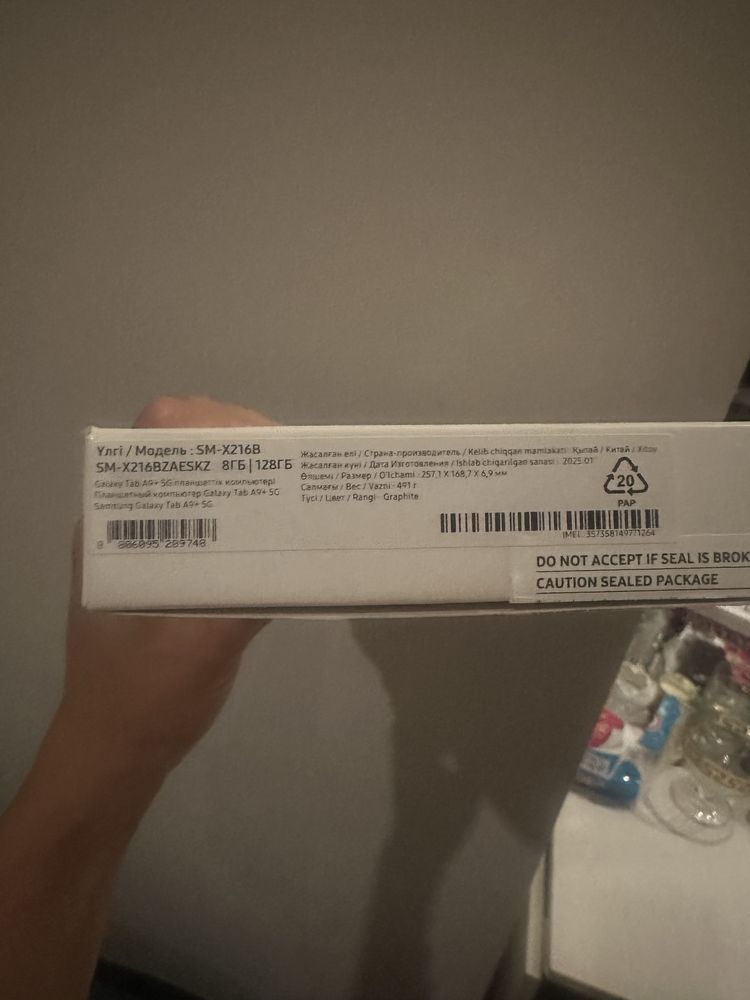 Үлгі / Модель : SM-X216B
SM-X216BZAESKZ 8ГБ | 128ГБ
Galaxy Tab A9+ 5G планшеттік компьютері
Планшетный компьютер Galaxy Tab A9+ 5G
Samsung Galaxy Tab A9+ 5G
8 806095 289748
Жасалған елі / Страна-производитель / Kelib chiqqan mamlakati : Қытай / Китай / Xitoy
Жасалған күні / Дата Изготовления / Ishlab chiqarilgan sanasi : 2025.01
Өлшемі / Размер / O'lchami : 257,1 X 168,7 X 6,9 мм
Салмағы / Вес / Vazni : 491 г
Түсі / Цвет / Rangi : Graphite
20
PAP
IMEI: 357358149771264
DO NOT ACCEPT IF SEAL IS BROK
CAUTION SEALED PACKAGE